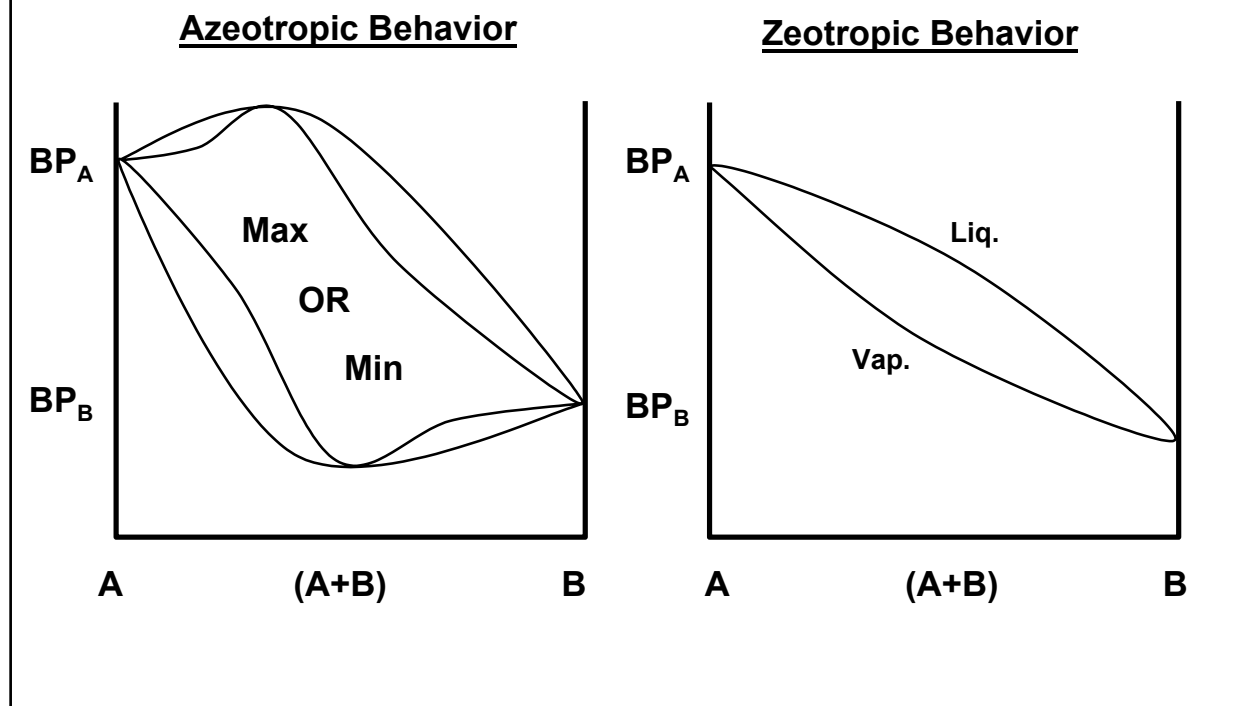 Azeotropic Behavior
BP_A
Max
OR
Min
BP_B
A (A+B) B
Zeotropic Behavior
BP_A
Liq.
Vap.
BP_B
A (A+B) B